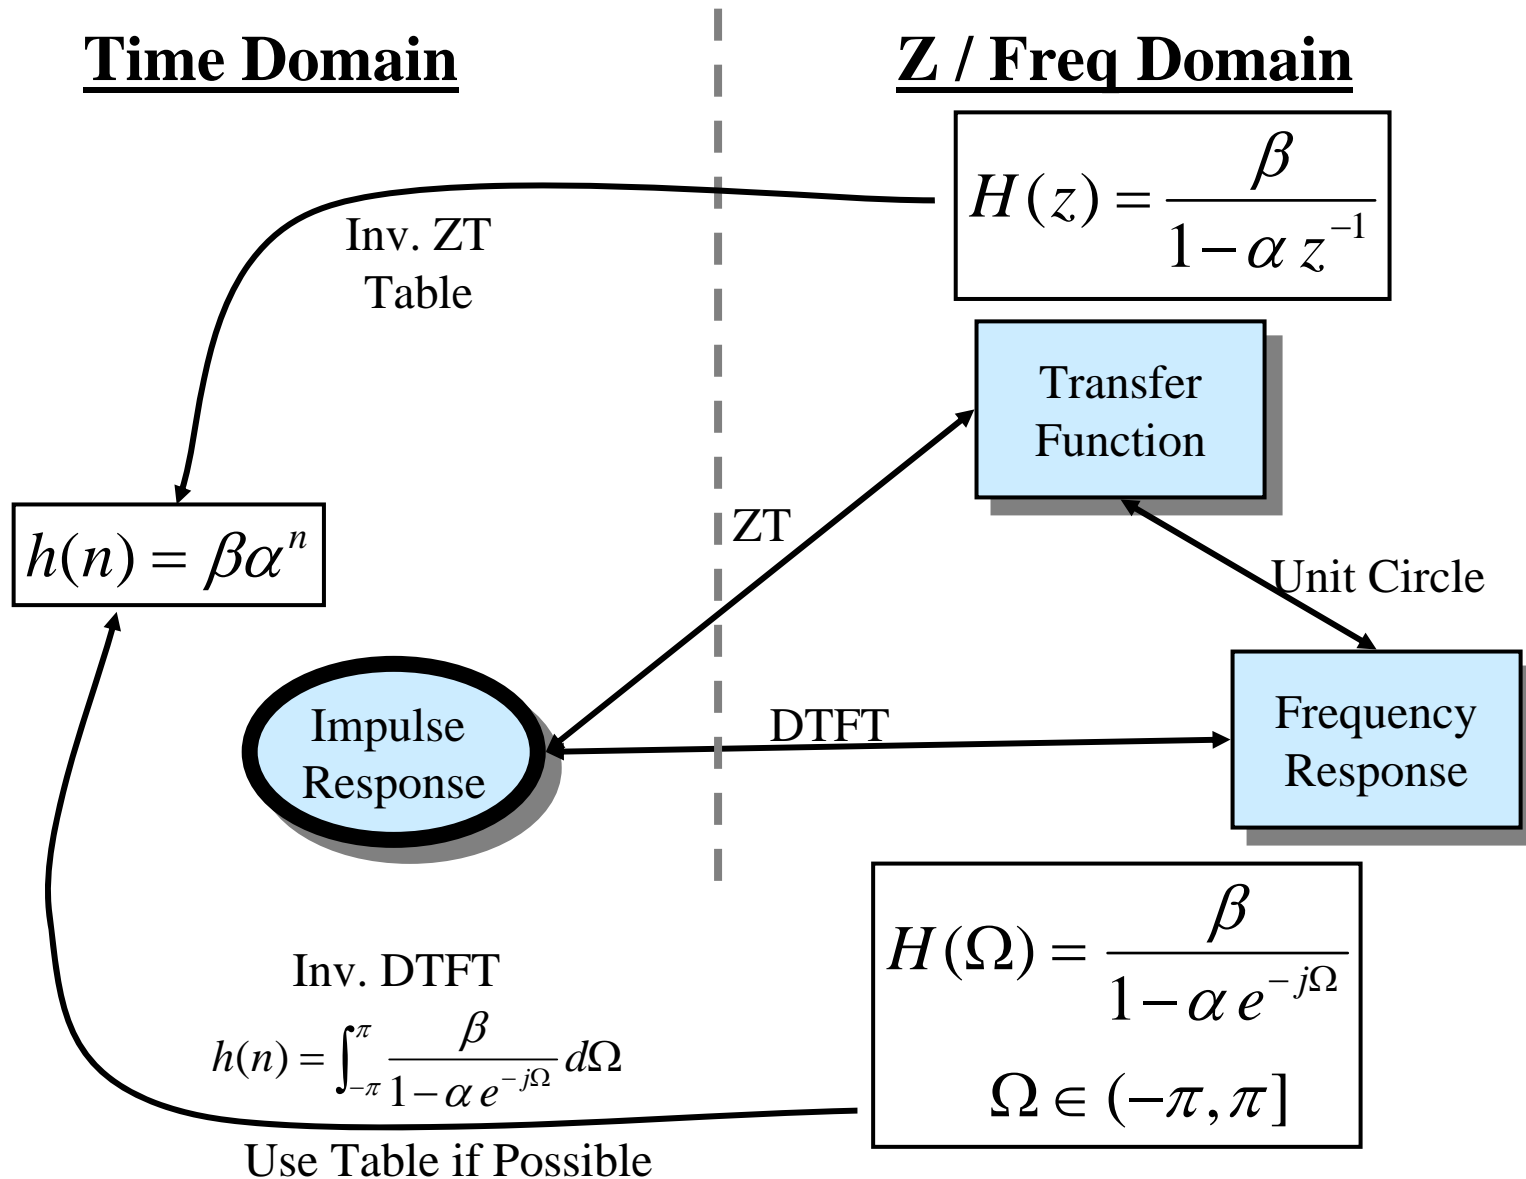 Time Domain
Z / Freq Domain
H(z) = β / (1 − α z⁻¹)
Inv. ZT
Table
Transfer
Function
ZT
h(n) = βαⁿ
Unit Circle
Impulse
Response
DTFT
Frequency
Response
Inv. DTFT
h(n) = ∫_{−π}^{π} β / (1 − α e^{−jΩ}) dΩ
H(Ω) = β / (1 − α e^{−jΩ})
Ω ∈ (−π, π]
Use Table if Possible